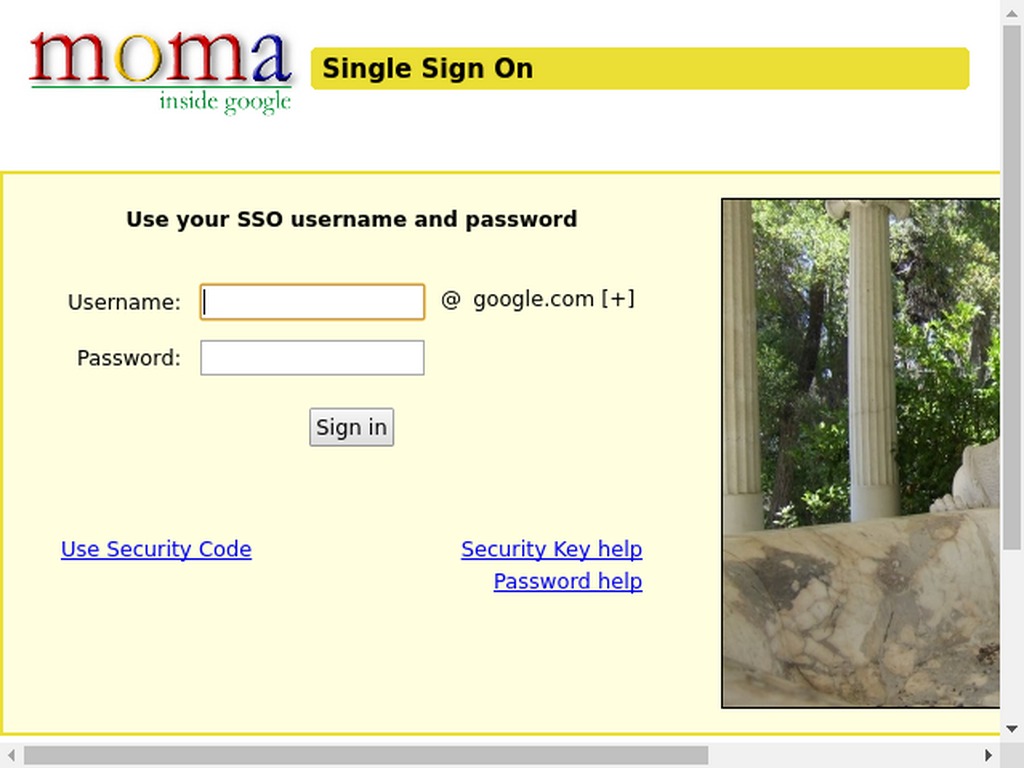 moma
inside google
Single Sign On
Use your SSO username and password
Username:
@ google.com [+]
Password:
Sign in
Use Security Code
Security Key help
Password help